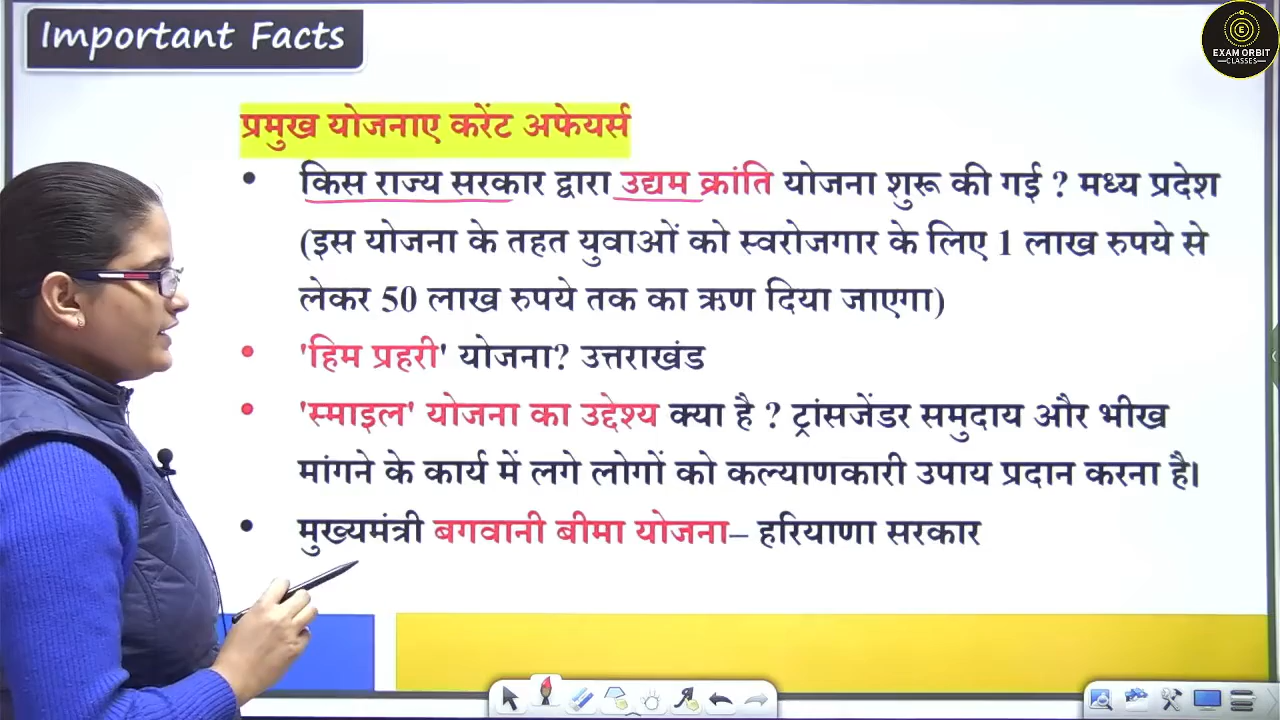 Important Facts
EXAM ORBIT
CLASSES
प्रमुख योजनाए करेंट अफेयर्स
• किस राज्य सरकार द्वारा उद्यम क्रांति योजना शुरू की गई ? मध्य प्रदेश
(इस योजना के तहत युवाओं को स्वरोजगार के लिए 1 लाख रुपये से
लेकर 50 लाख रुपये तक का ऋण दिया जाएगा)
• 'हिम प्रहरी' योजना? उत्तराखंड
• 'स्माइल' योजना का उद्देश्य क्या है ? ट्रांसजेंडर समुदाय और भीख
मांगने के कार्य में लगे लोगों को कल्याणकारी उपाय प्रदान करना है।
• मुख्यमंत्री बगवानी बीमा योजना– हरियाणा सरकार